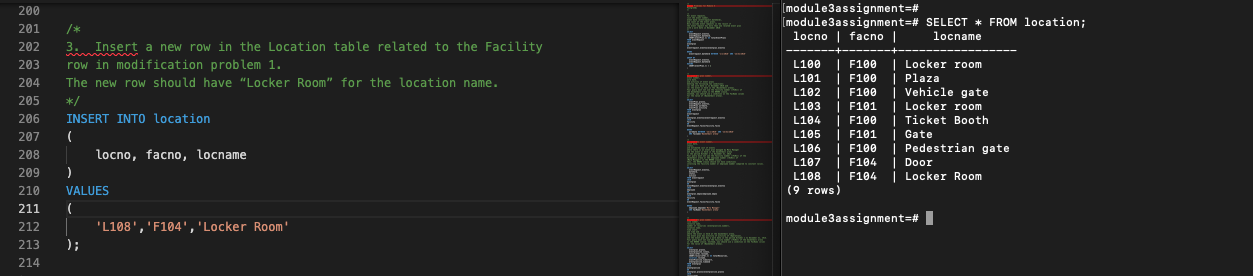 200
201 /*
202 3.  Insert a new row in the Location table related to the Facility
203 row in modification problem 1.
204 The new row should have “Locker Room” for the location name.
205 */
206 INSERT INTO location
207 (
208     locno, facno, locname
209 )
210 VALUES
211 (
212     'L108','F104','Locker Room'
213 );
214
[module3assignment=#
[module3assignment=# SELECT * FROM location;
 locno | facno |     locname
-------+-------+-----------------
 L100  | F100  | Locker room
 L101  | F100  | Plaza
 L102  | F100  | Vehicle gate
 L103  | F101  | Locker room
 L104  | F100  | Ticket Booth
 L105  | F101  | Gate
 L106  | F100  | Pedestrian gate
 L107  | F104  | Door
 L108  | F104  | Locker Room
(9 rows)
module3assignment=#